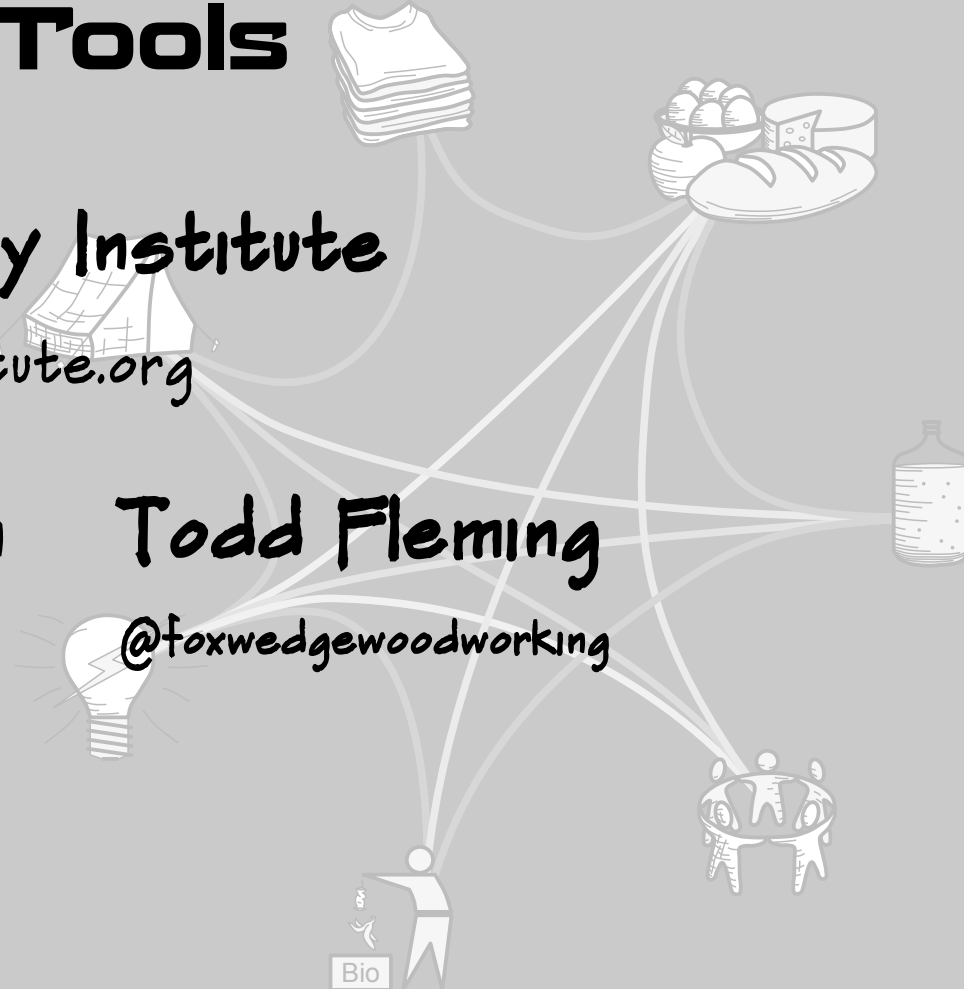 Tools
y Institute
tute.org
Todd Fleming
@foxwedgewoodworking
Bio